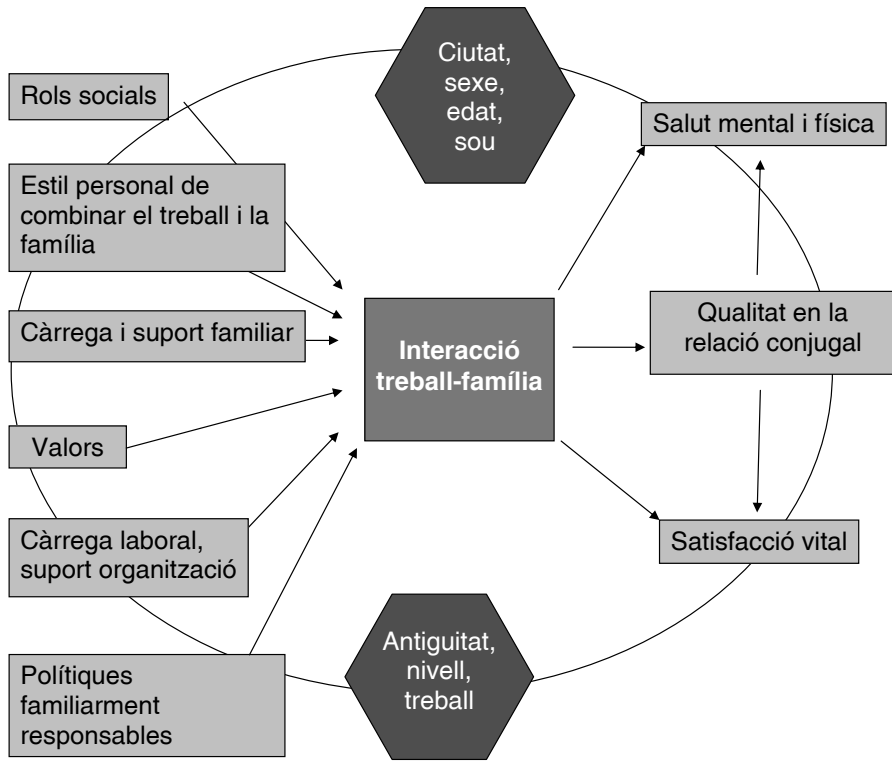 Ciutat,
sexe,
edat,
sou
Rols socials
Salut mental i física
Estil personal de
combinar el treball i la
família
Càrrega i suport familiar
Interacció
treball-família
Qualitat en la
relació conjugal
Valors
Càrrega laboral,
suport organització
Satisfacció vital
Antiguitat,
nivell,
treball
Polítiques
familiarment
responsables